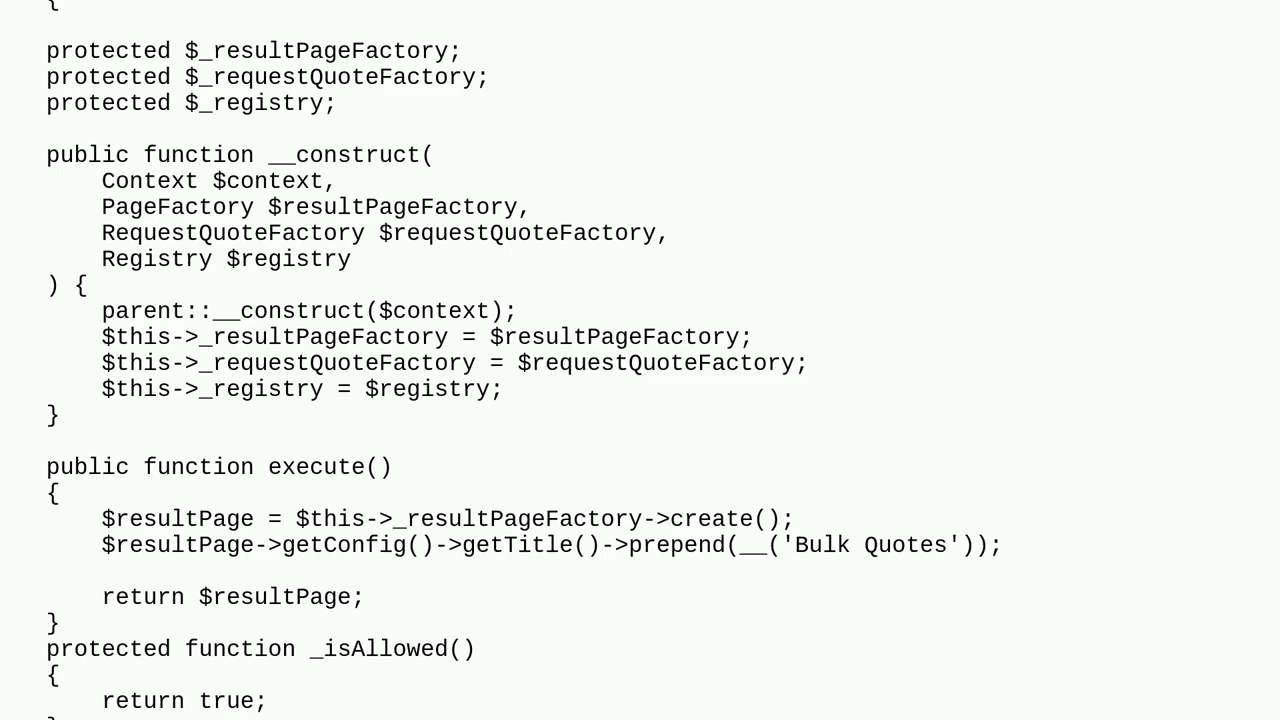 {
protected $_resultPageFactory;
protected $_requestQuoteFactory;
protected $_registry;
public function __construct(
    Context $context,
    PageFactory $resultPageFactory,
    RequestQuoteFactory $requestQuoteFactory,
    Registry $registry
) {
    parent::__construct($context);
    $this->_resultPageFactory = $resultPageFactory;
    $this->_requestQuoteFactory = $requestQuoteFactory;
    $this->_registry = $registry;
}
public function execute()
{
    $resultPage = $this->_resultPageFactory->create();
    $resultPage->getConfig()->getTitle()->prepend(__('Bulk Quotes'));
    return $resultPage;
}
protected function _isAllowed()
{
    return true;
}